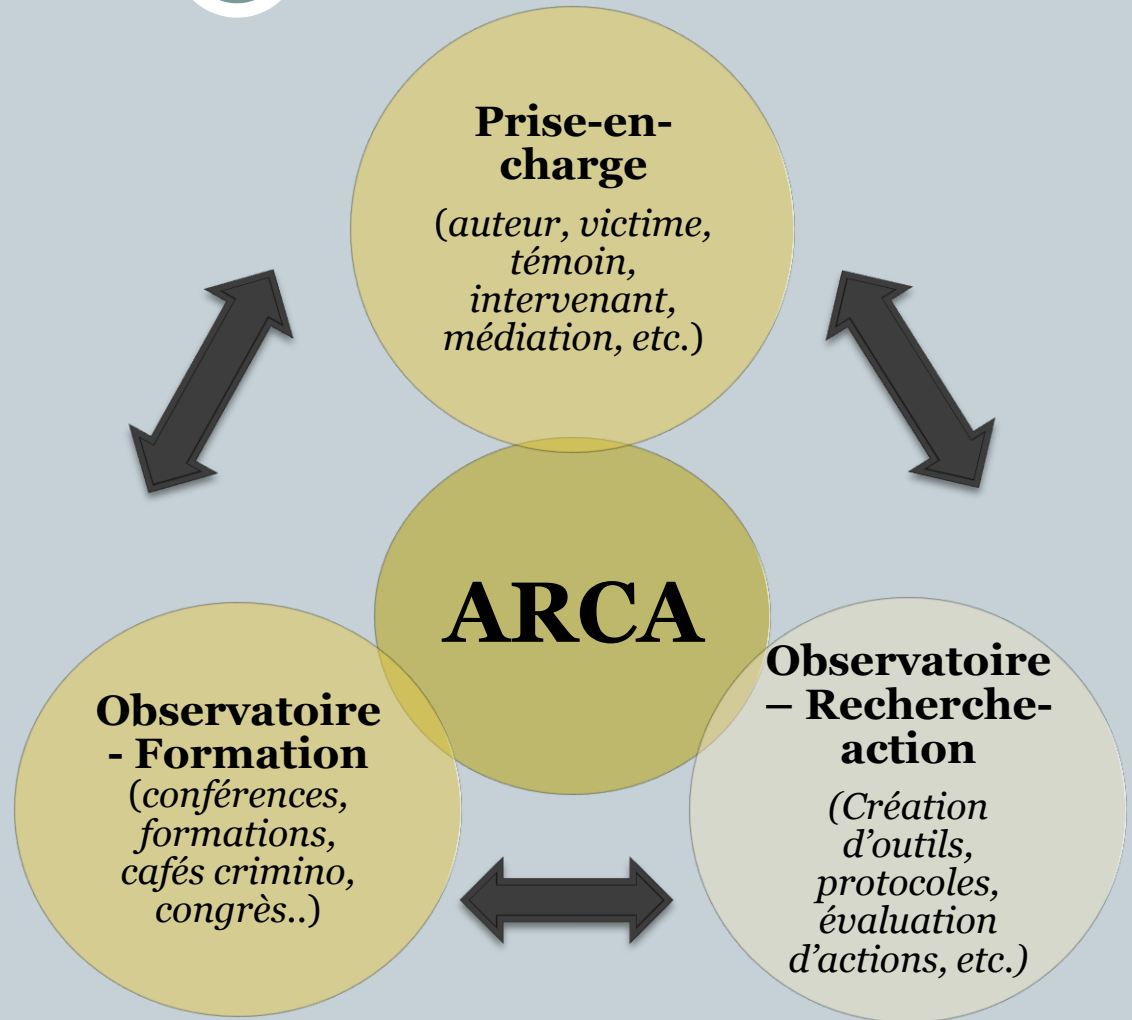 Prise-en-
charge
(auteur, victime,
témoin,
intervenant,
médiation, etc.)
ARCA
Observatoire
- Formation
(conférences,
formations,
cafés crimino,
congrès..)
Observatoire
– Recherche-
action
(Création
d’outils,
protocoles,
évaluation
d’actions, etc.)